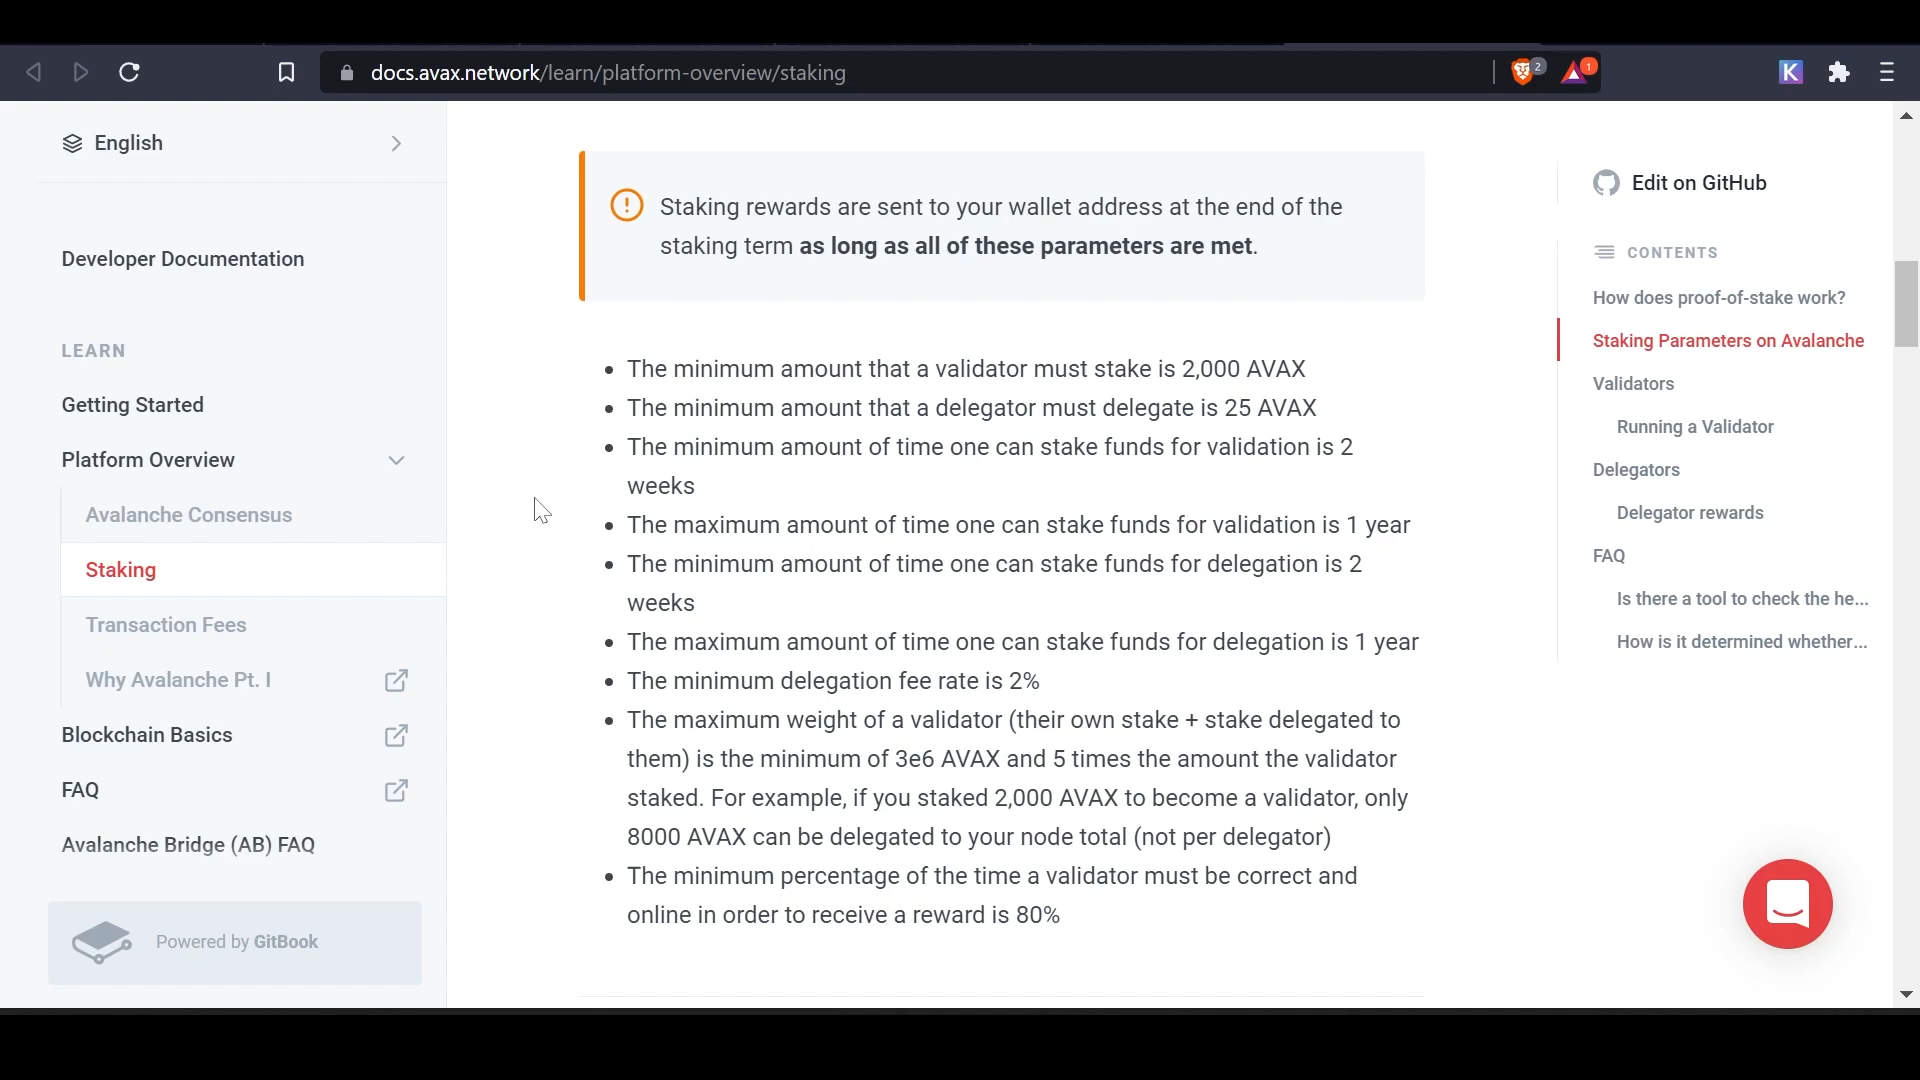 docs.avax.network/learn/platform-overview/staking
2
1
K
English
Developer Documentation
LEARN
Getting Started
Platform Overview
Avalanche Consensus
Staking
Transaction Fees
Why Avalanche Pt. I
Blockchain Basics
FAQ
Avalanche Bridge (AB) FAQ
Powered by GitBook
Staking rewards are sent to your wallet address at the end of the
staking term as long as all of these parameters are met.
• The minimum amount that a validator must stake is 2,000 AVAX
• The minimum amount that a delegator must delegate is 25 AVAX
• The minimum amount of time one can stake funds for validation is 2
weeks
• The maximum amount of time one can stake funds for validation is 1 year
• The minimum amount of time one can stake funds for delegation is 2
weeks
• The maximum amount of time one can stake funds for delegation is 1 year
• The minimum delegation fee rate is 2%
• The maximum weight of a validator (their own stake + stake delegated to
them) is the minimum of 3e6 AVAX and 5 times the amount the validator
staked. For example, if you staked 2,000 AVAX to become a validator, only
8000 AVAX can be delegated to your node total (not per delegator)
• The minimum percentage of the time a validator must be correct and
online in order to receive a reward is 80%
Edit on GitHub
CONTENTS
How does proof-of-stake work?
Staking Parameters on Avalanche
Validators
Running a Validator
Delegators
Delegator rewards
FAQ
Is there a tool to check the he...
How is it determined whether...